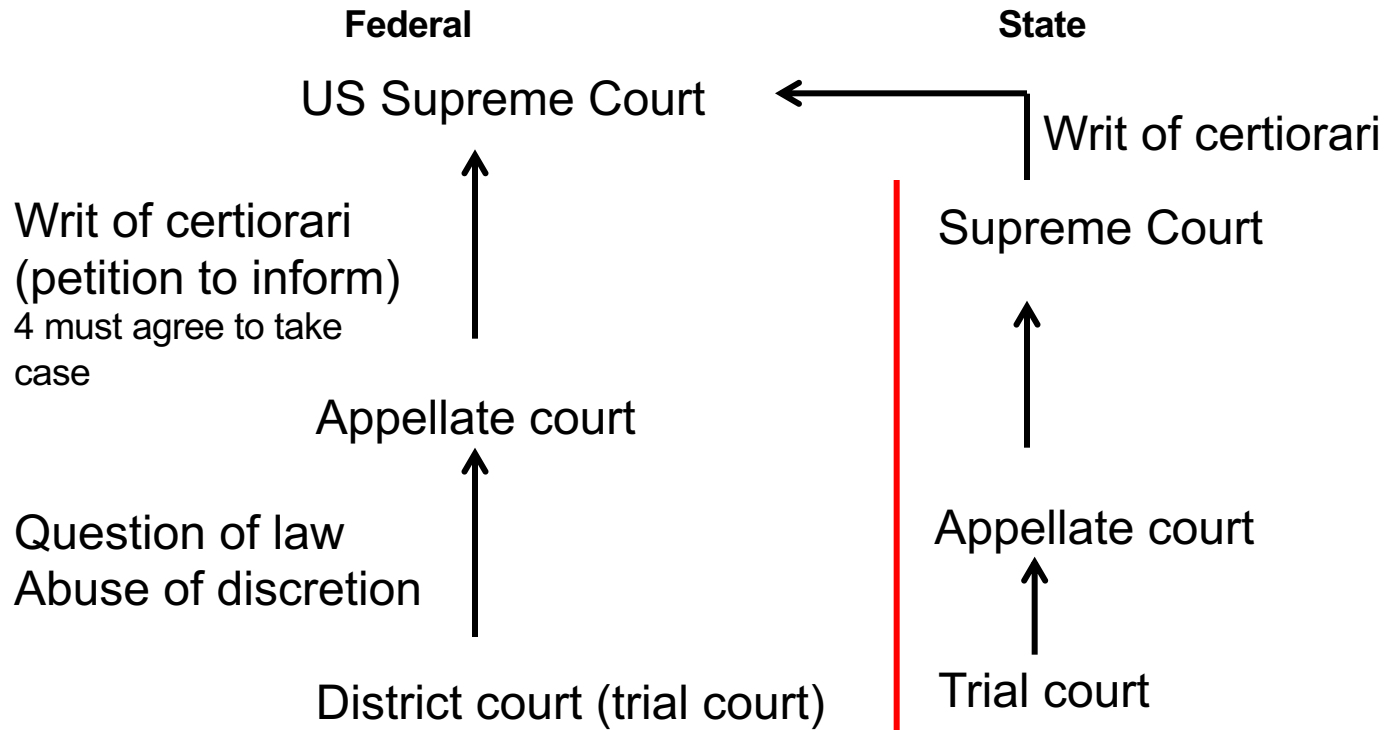 Federal
State
US Supreme Court
Writ of certiorari
Writ of certiorari
(petition to inform)
4 must agree to take
case
Supreme Court
Appellate court
Question of law
Abuse of discretion
Appellate court
District court (trial court)
Trial court